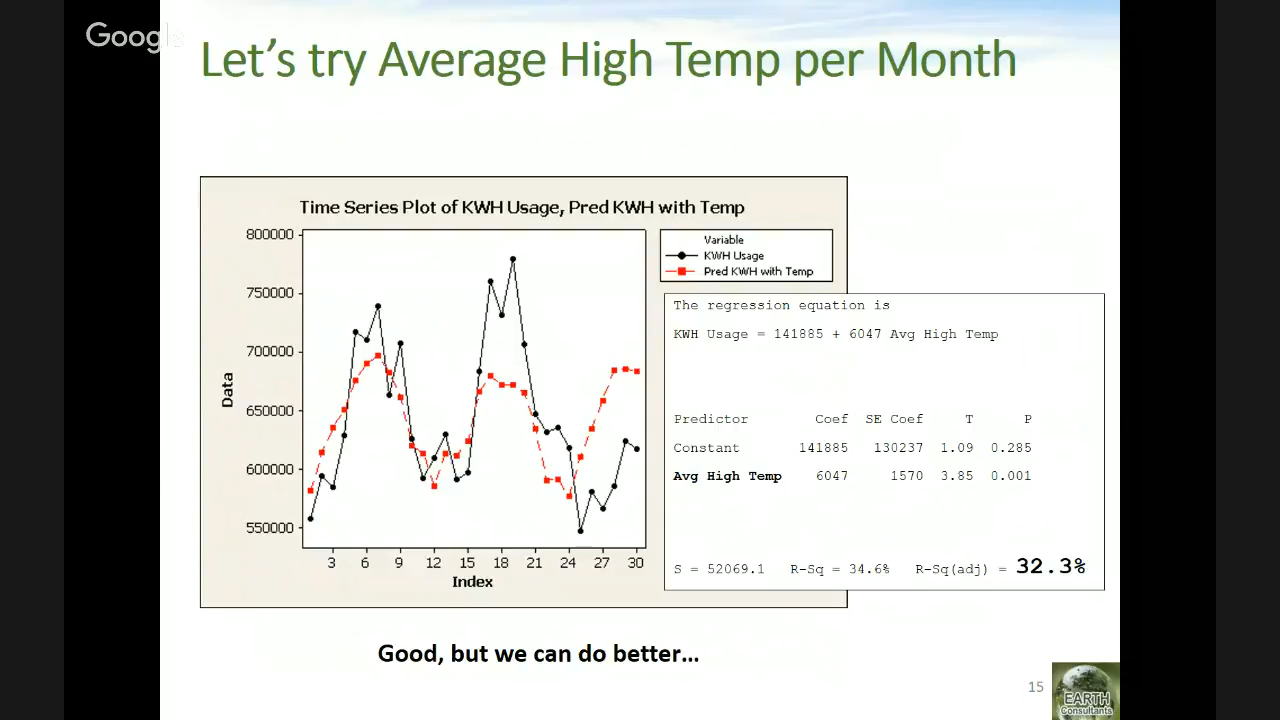 Google
Let's try Average High Temp per Month
Time Series Plot of KWH Usage, Pred KWH with Temp
800000
750000
700000
650000
600000
550000
Data
3 6 9 12 15 18 21 24 27 30
Index
Variable
KWH Usage
Pred KWH with Temp
The regression equation is
KWH Usage = 141885 + 6047 Avg High Temp
Predictor Coef SE Coef T P
Constant 141885 130237 1.09 0.285
Avg High Temp 6047 1570 3.85 0.001
S = 52069.1 R-Sq = 34.6% R-Sq(adj) = 32.3%
Good, but we can do better…
15
EARTH
Consultants